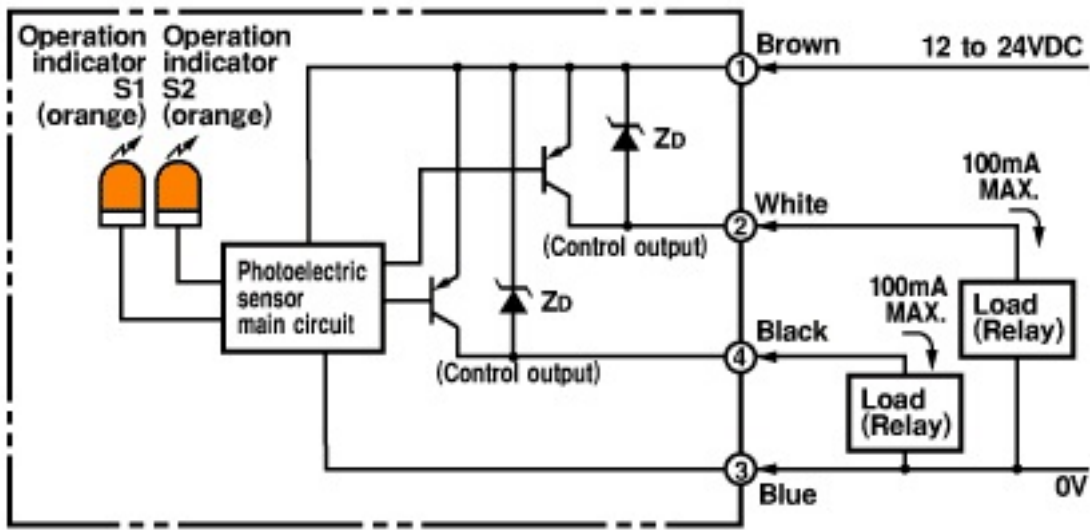 Operation
indicator
S1
(orange)
Operation
indicator
S2
(orange)
Photoelectric
sensor
main circuit
ZD
ZD
(Control output)
(Control output)
1
Brown
12 to 24VDC
2
White
100mA
MAX.
Load
(Relay)
4
Black
100mA
MAX.
Load
(Relay)
3
Blue
0V